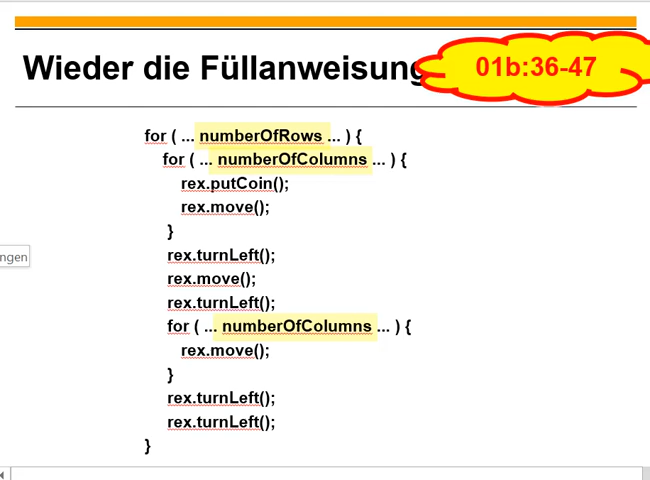 Wieder die Füllanweisung
01b:36-47
for ( ... numberOfRows ... ) {
for ( ... numberOfColumns ... ) {
rex.putCoin();
rex.move();
}
rex.turnLeft();
rex.move();
rex.turnLeft();
for ( ... numberOfColumns ... ) {
rex.move();
}
rex.turnLeft();
rex.turnLeft();
}
ngen